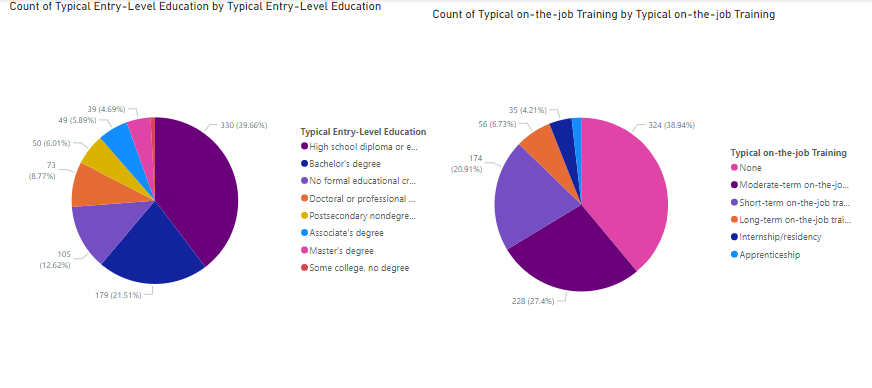 Count of Typical Entry-Level Education by Typical Entry-Level Education
39 (4.69%)
49 (5.89%)
50 (6.01%)
73
(8.77%)
105
(12.62%)
179 (21.51%)
330 (39.66%)
Typical Entry-Level Education
High school diploma or e...
Bachelor's degree
No formal educational cr...
Doctoral or professional ...
Postsecondary nondegre...
Associate's degree
Master's degree
Some college, no degree
Count of Typical on-the-job Training by Typical on-the-job Training
35 (4.21%)
56 (6.73%)
174
(20.91%)
228 (27.4%)
324 (38.94%)
Typical on-the-job Training
None
Moderate-term on-the-jo...
Short-term on-the-job tra...
Long-term on-the-job trai...
Internship/residency
Apprenticeship